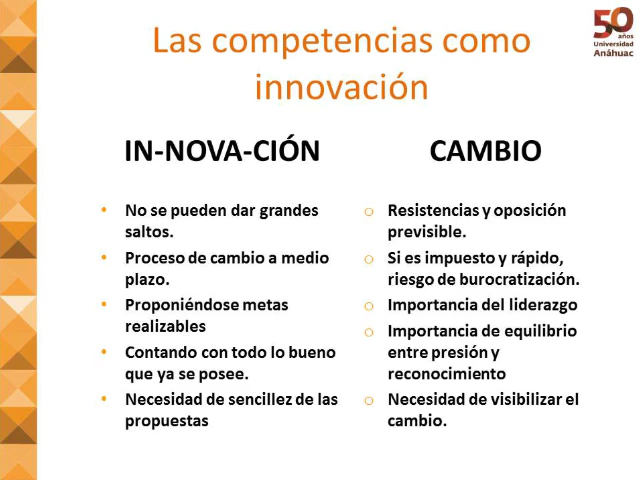 Las competencias como
innovación
50
años
Universidad
Anáhuac
IN-NOVA-CIÓN
• No se pueden dar grandes
saltos.
• Proceso de cambio a medio
plazo.
• Proponiéndose metas
realizables
• Contando con todo lo bueno
que ya se posee.
• Necesidad de sencillez de las
propuestas
CAMBIO
o Resistencias y oposición
previsible.
o Si es impuesto y rápido,
riesgo de burocratización.
o Importancia del liderazgo
o Importancia de equilibrio
entre presión y
reconocimiento
o Necesidad de visibilizar el
cambio.